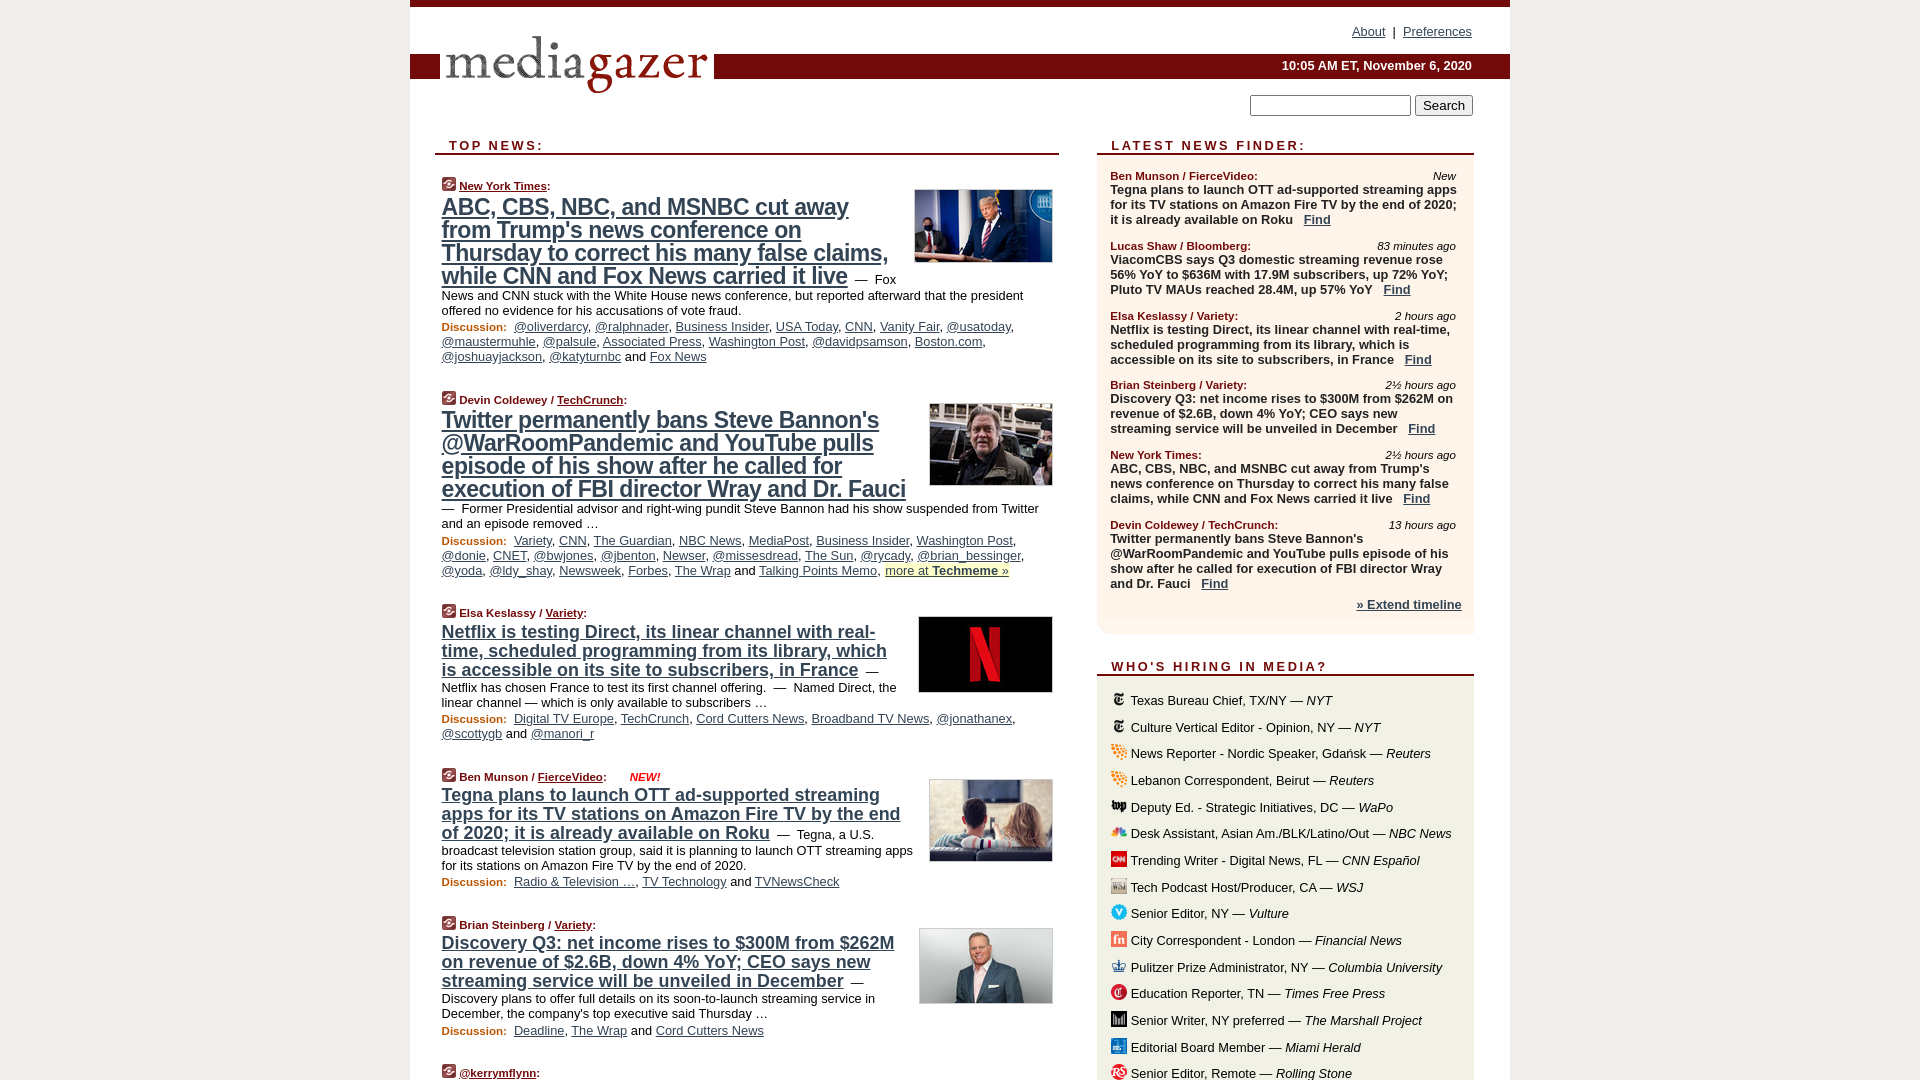 About | Preferences
mediagazer
10:05 AM ET, November 6, 2020
Search
TOP NEWS:
New York Times:
ABC, CBS, NBC, and MSNBC cut away
from Trump's news conference on
Thursday to correct his many false claims,
while CNN and Fox News carried it live — Fox
News and CNN stuck with the White House news conference, but reported afterward that the president
offered no evidence for his accusations of vote fraud.
Discussion: @oliverdarcy, @ralphnader, Business Insider, USA Today, CNN, Vanity Fair, @usatoday,
@maustermuhle, @palsule, Associated Press, Washington Post, @davidpsamson, Boston.com,
@joshuayjackson, @katyturnbc and Fox News
Devin Coldewey / TechCrunch:
Twitter permanently bans Steve Bannon's
@WarRoomPandemic and YouTube pulls
episode of his show after he called for
execution of FBI director Wray and Dr. Fauci
— Former Presidential advisor and right-wing pundit Steve Bannon had his show suspended from Twitter
and an episode removed …
Discussion: Variety, CNN, The Guardian, NBC News, MediaPost, Business Insider, Washington Post,
@donie, CNET, @bwjones, @jbenton, Newser, @missesdread, The Sun, @rycady, @brian_bessinger,
@yoda, @ldy_shay, Newsweek, Forbes, The Wrap and Talking Points Memo, more at Techmeme »
Elsa Keslassy / Variety:
Netflix is testing Direct, its linear channel with real-
time, scheduled programming from its library, which
is accessible on its site to subscribers, in France —
Netflix has chosen France to test its first channel offering. — Named Direct, the
linear channel — which is only available to subscribers …
Discussion: Digital TV Europe, TechCrunch, Cord Cutters News, Broadband TV News, @jonathanex,
@scottygb and @manori_r
Ben Munson / FierceVideo: NEW!
Tegna plans to launch OTT ad-supported streaming
apps for its TV stations on Amazon Fire TV by the end
of 2020; it is already available on Roku — Tegna, a U.S.
broadcast television station group, said it is planning to launch OTT streaming apps
for its stations on Amazon Fire TV by the end of 2020.
Discussion: Radio & Television …, TV Technology and TVNewsCheck
Brian Steinberg / Variety:
Discovery Q3: net income rises to $300M from $262M
on revenue of $2.6B, down 4% YoY; CEO says new
streaming service will be unveiled in December —
Discovery plans to offer full details on its soon-to-launch streaming service in
December, the company's top executive said Thursday …
Discussion: Deadline, The Wrap and Cord Cutters News
@kerrymflynn:
LATEST NEWS FINDER:
Ben Munson / FierceVideo: New
Tegna plans to launch OTT ad-supported streaming apps
for its TV stations on Amazon Fire TV by the end of 2020;
it is already available on Roku Find
Lucas Shaw / Bloomberg: 83 minutes ago
ViacomCBS says Q3 domestic streaming revenue rose
56% YoY to $636M with 17.9M subscribers, up 72% YoY;
Pluto TV MAUs reached 28.4M, up 57% YoY Find
Elsa Keslassy / Variety: 2 hours ago
Netflix is testing Direct, its linear channel with real-time,
scheduled programming from its library, which is
accessible on its site to subscribers, in France Find
Brian Steinberg / Variety: 2½ hours ago
Discovery Q3: net income rises to $300M from $262M on
revenue of $2.6B, down 4% YoY; CEO says new
streaming service will be unveiled in December Find
New York Times: 2½ hours ago
ABC, CBS, NBC, and MSNBC cut away from Trump's
news conference on Thursday to correct his many false
claims, while CNN and Fox News carried it live Find
Devin Coldewey / TechCrunch: 13 hours ago
Twitter permanently bans Steve Bannon's
@WarRoomPandemic and YouTube pulls episode of his
show after he called for execution of FBI director Wray
and Dr. Fauci Find
» Extend timeline
WHO'S HIRING IN MEDIA?
Texas Bureau Chief, TX/NY — NYT
Culture Vertical Editor - Opinion, NY — NYT
News Reporter - Nordic Speaker, Gdańsk — Reuters
Lebanon Correspondent, Beirut — Reuters
Deputy Ed. - Strategic Initiatives, DC — WaPo
Desk Assistant, Asian Am./BLK/Latino/Out — NBC News
Trending Writer - Digital News, FL — CNN Español
Tech Podcast Host/Producer, CA — WSJ
Senior Editor, NY — Vulture
City Correspondent - London — Financial News
Pulitzer Prize Administrator, NY — Columbia University
Education Reporter, TN — Times Free Press
Senior Writer, NY preferred — The Marshall Project
Editorial Board Member — Miami Herald
Senior Editor, Remote — Rolling Stone